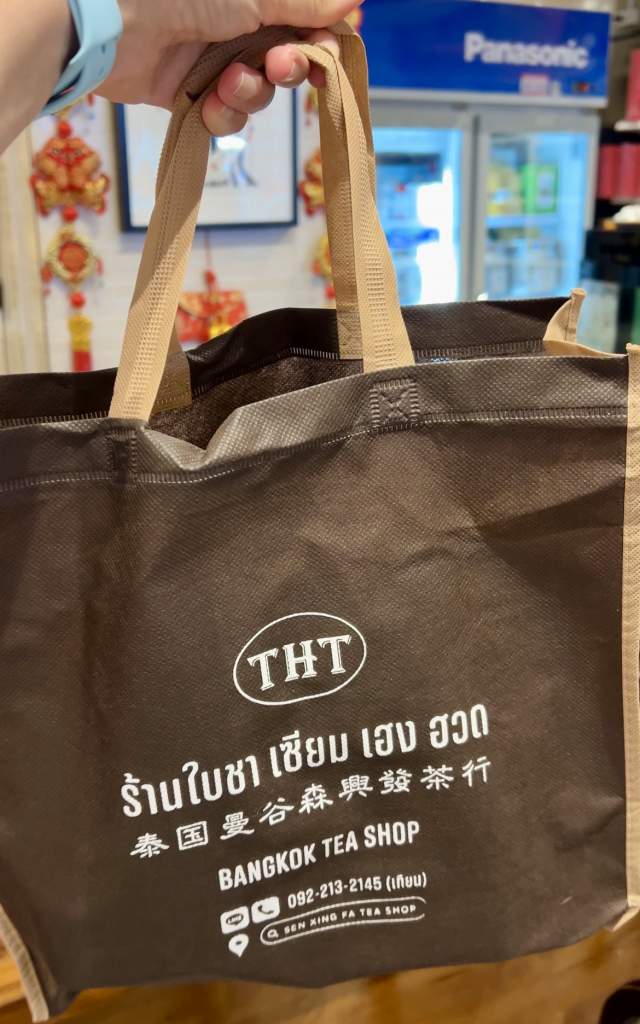 Panasonic
THT
ร้านใบชา เซียม เฮง ฮวด
泰国曼谷森興發茶行
BANGKOK TEA SHOP
LINE 092-213-2145 (เทียน)
SEN XING FA TEA SHOP